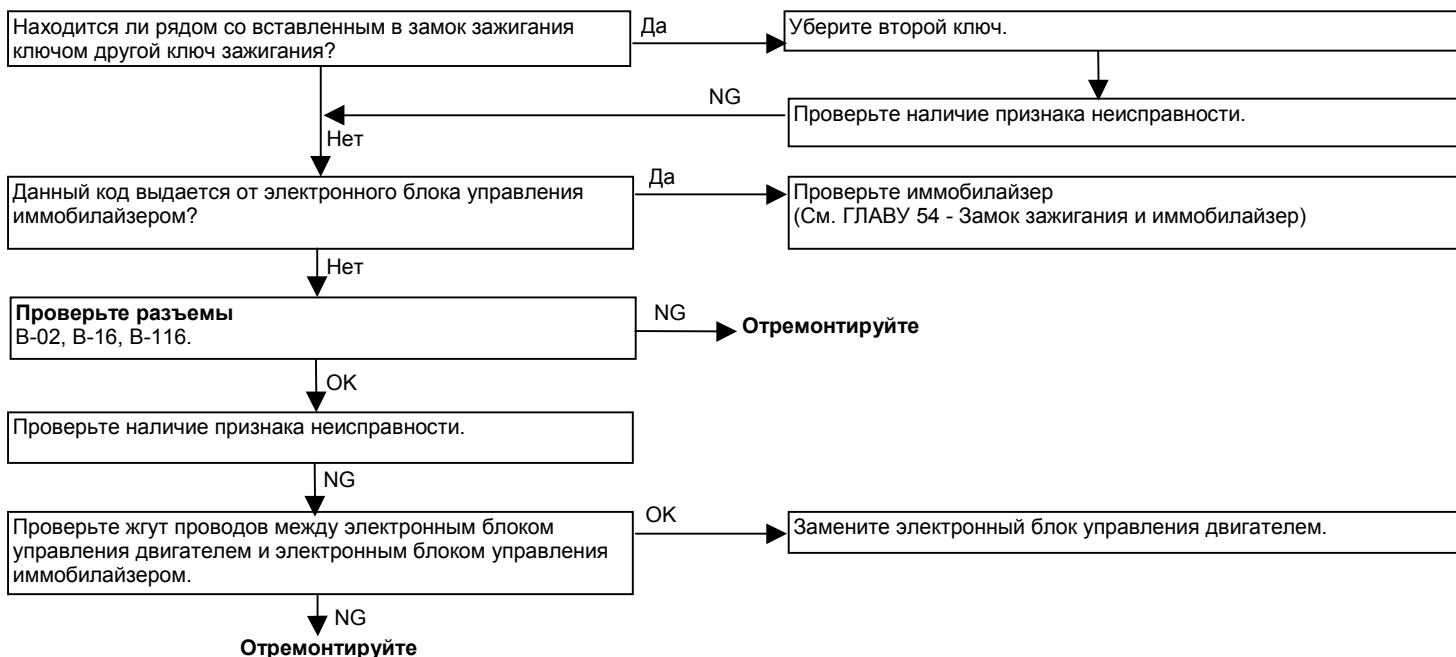 Находится ли рядом со вставленным в замок зажигания
ключом другой ключ зажигания?
Да
Уберите второй ключ.
NG
Проверьте наличие признака неисправности.
Нет
Данный код выдается от электронного блока управления
иммобилайзером?
Да
Проверьте иммобилайзер
(См. ГЛАВУ 54 - Замок зажигания и иммобилайзер)
Нет
Проверьте разъемы
B-02, B-16, B-116.
NG
Отремонтируйте
OK
Проверьте наличие признака неисправности.
NG
Проверьте жгут проводов между электронным блоком
управления двигателем и электронным блоком управления
иммобилайзером.
OK
Замените электронный блок управления двигателем.
NG
Отремонтируйте